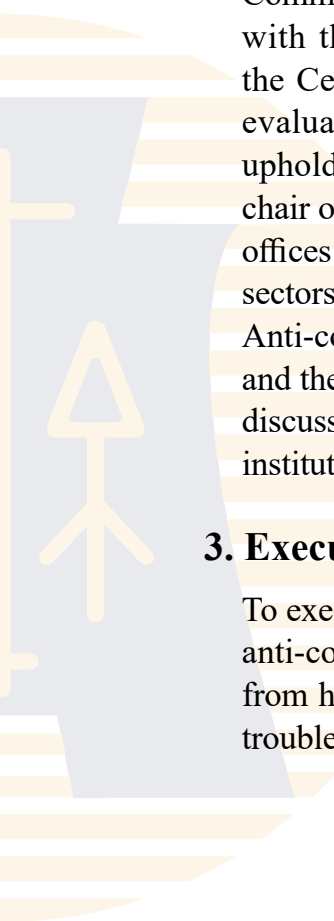 with th
the Ce
evalua
uphold
chair o
offices
sectors
Anti-co
and the
discuss
institut
3. Execu
To exe
anti-co
from h
trouble